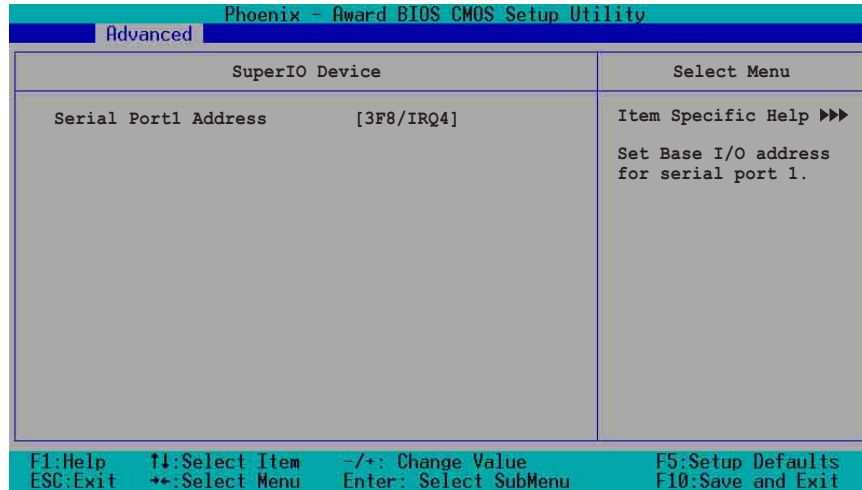 Phoenix - Award BIOS CMOS Setup Utility
Advanced
SuperIO Device
Select Menu
Serial Port1 Address [3F8/IRQ4]
Item Specific Help ▶▶▶
Set Base I/O address
for serial port 1.
F1:Help ↑↓:Select Item -/+: Change Value F5:Setup Defaults
ESC:Exit →←:Select Menu Enter: Select SubMenu F10:Save and Exit